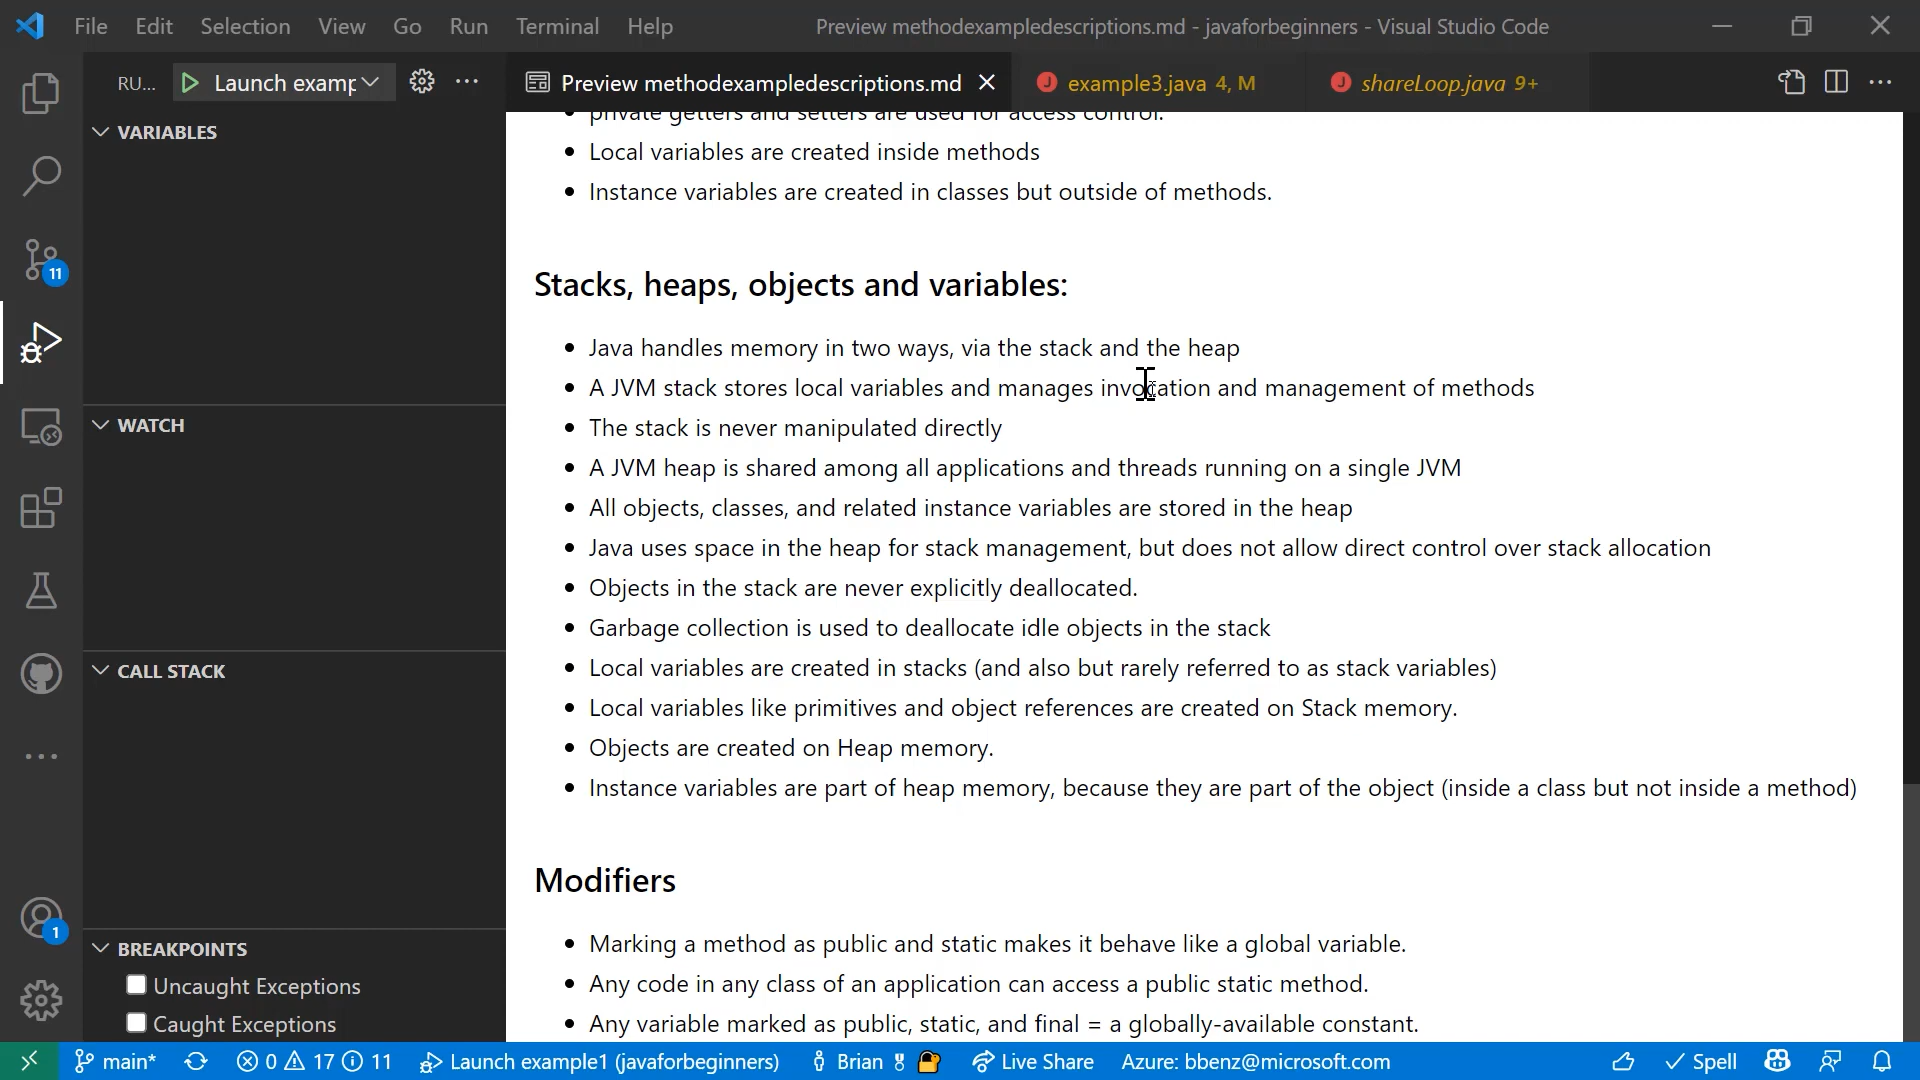 File Edit Selection View Go Run Terminal Help
Preview methodexampledescriptions.md - javaforbeginners - Visual Studio Code
RU...
Launch examp
Preview methodexampledescriptions.md
example3.java 4, M
shareLoop.java 9+
VARIABLES
WATCH
CALL STACK
BREAKPOINTS
Uncaught Exceptions
Caught Exceptions
11
1
private getters and setters are used for access control.
Local variables are created inside methods
Instance variables are created in classes but outside of methods.
Stacks, heaps, objects and variables:
Java handles memory in two ways, via the stack and the heap
A JVM stack stores local variables and manages invocation and management of methods
The stack is never manipulated directly
A JVM heap is shared among all applications and threads running on a single JVM
All objects, classes, and related instance variables are stored in the heap
Java uses space in the heap for stack management, but does not allow direct control over stack allocation
Objects in the stack are never explicitly deallocated.
Garbage collection is used to deallocate idle objects in the stack
Local variables are created in stacks (and also but rarely referred to as stack variables)
Local variables like primitives and object references are created on Stack memory.
Objects are created on Heap memory.
Instance variables are part of heap memory, because they are part of the object (inside a class but not inside a method)
Modifiers
Marking a method as public and static makes it behave like a global variable.
Any code in any class of an application can access a public static method.
Any variable marked as public, static, and final = a globally-available constant.
main* 0 17 11 Launch example1 (javaforbeginners) Brian Live Share Azure: bbenz@microsoft.com Spell